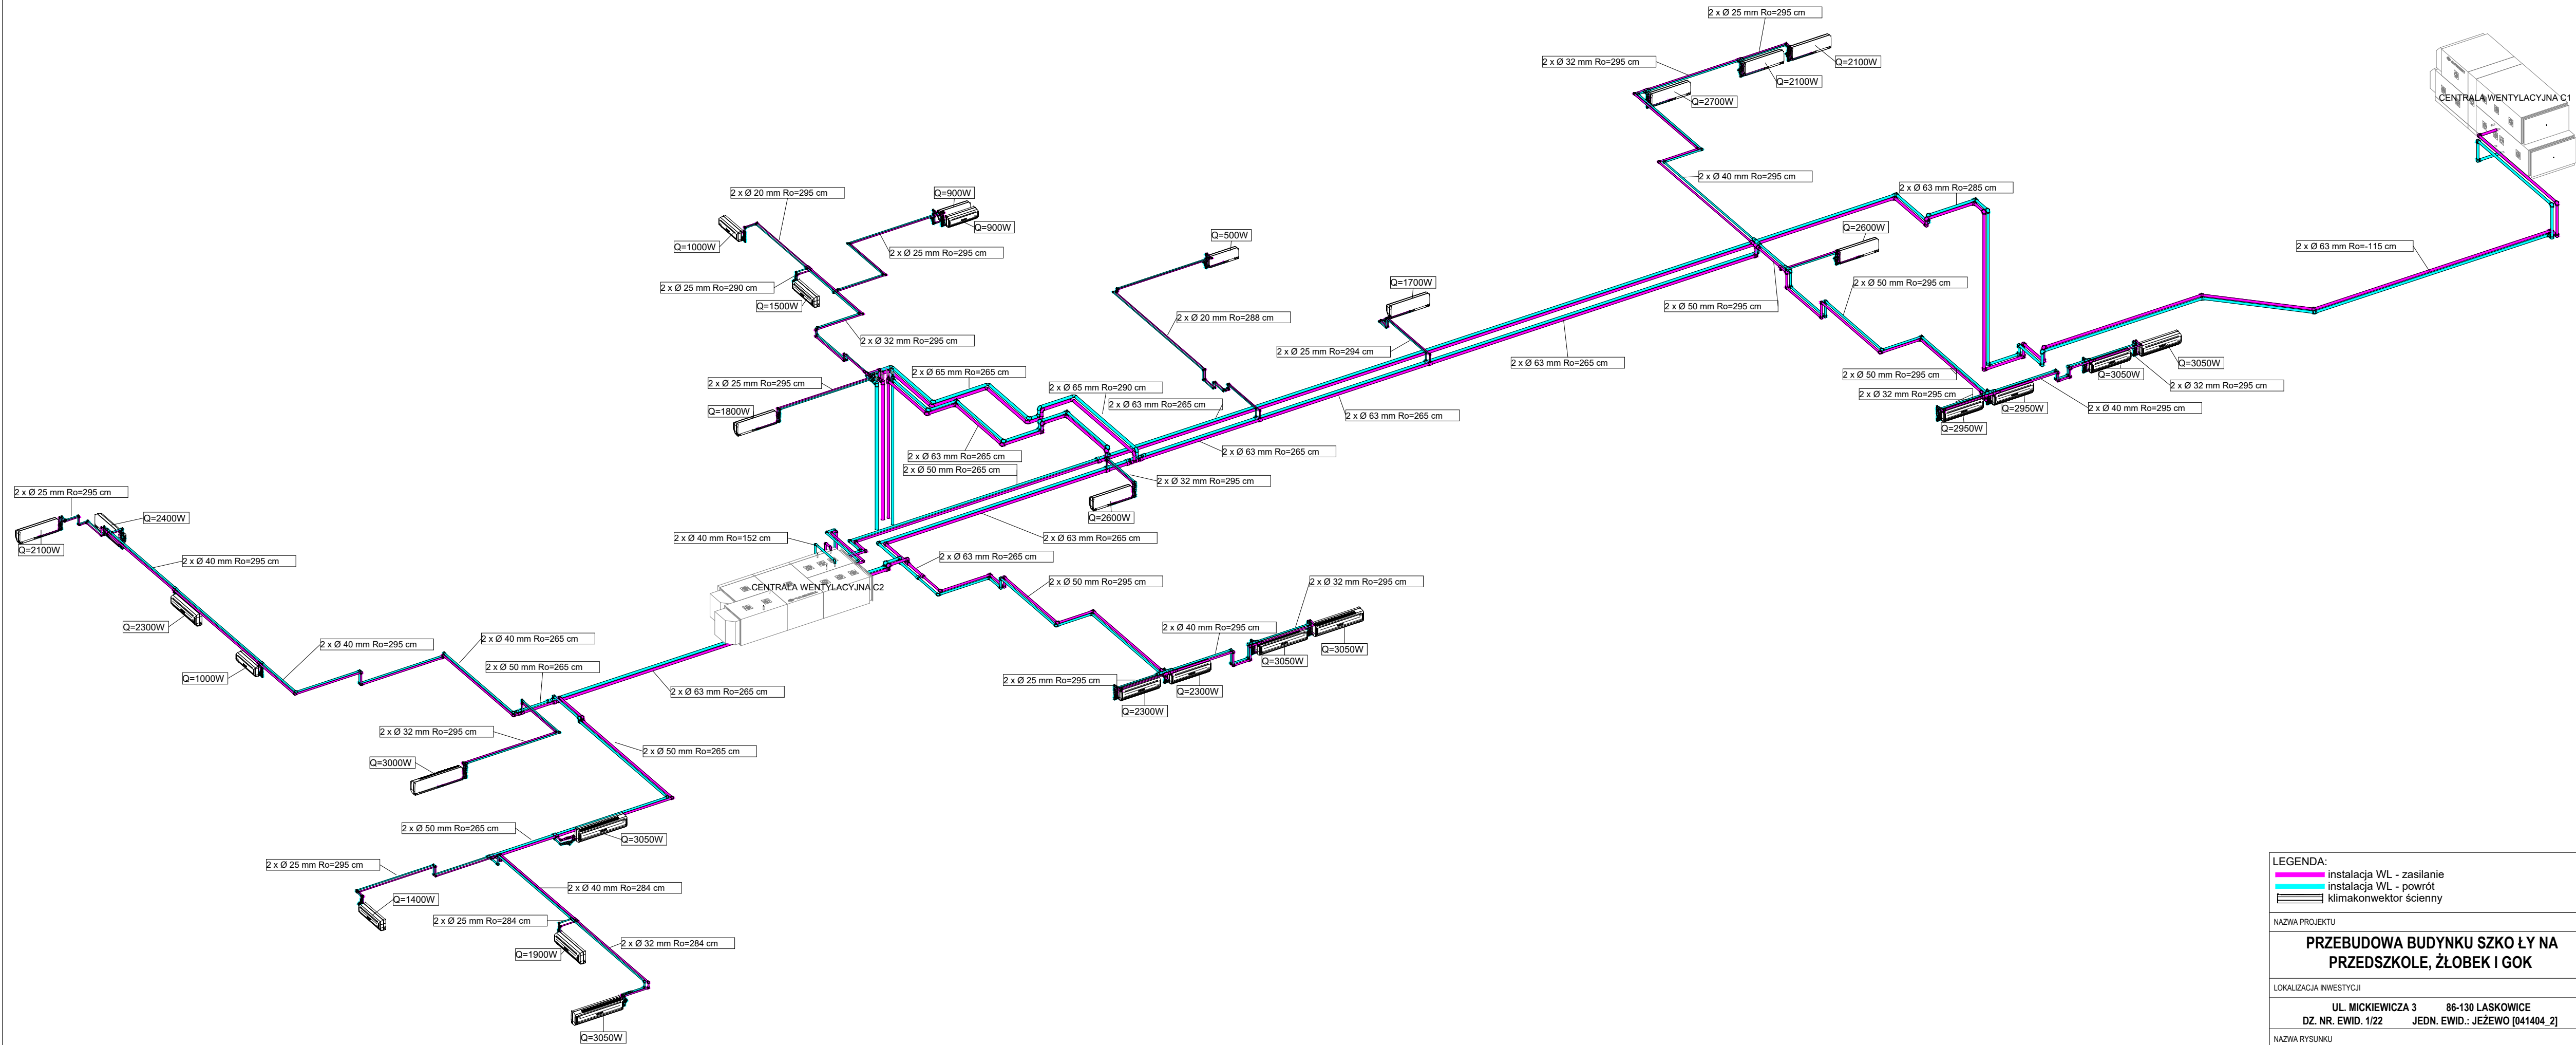 2 x Ø 25 mm Ro=295 cm
2 x Ø 32 mm Ro=295 cm
Q=2100W
Q=2100W
Q=2700W
CENTRALA WENTYLACYJNA C1
2 x Ø 40 mm Ro=295 cm
2 x Ø 63 mm Ro=285 cm
2 x Ø 20 mm Ro=295 cm
Q=900W
Q=900W
Q=1000W
2 x Ø 25 mm Ro=295 cm
Q=500W
Q=2600W
2 x Ø 63 mm Ro=-115 cm
2 x Ø 25 mm Ro=290 cm
Q=1500W
Q=1700W
2 x Ø 50 mm Ro=295 cm
2 x Ø 50 mm Ro=295 cm
2 x Ø 20 mm Ro=288 cm
2 x Ø 32 mm Ro=295 cm
2 x Ø 25 mm Ro=294 cm
2 x Ø 63 mm Ro=265 cm
Q=3050W
Q=3050W
2 x Ø 65 mm Ro=265 cm
2 x Ø 50 mm Ro=295 cm
2 x Ø 25 mm Ro=295 cm
2 x Ø 65 mm Ro=290 cm
2 x Ø 32 mm Ro=295 cm
2 x Ø 32 mm Ro=295 cm
2 x Ø 63 mm Ro=265 cm
Q=2950W
2 x Ø 40 mm Ro=295 cm
Q=1800W
2 x Ø 63 mm Ro=265 cm
Q=2950W
2 x Ø 63 mm Ro=265 cm
2 x Ø 63 mm Ro=265 cm
2 x Ø 50 mm Ro=265 cm
2 x Ø 32 mm Ro=295 cm
2 x Ø 25 mm Ro=295 cm
Q=2400W
Q=2600W
Q=2100W
2 x Ø 40 mm Ro=152 cm
2 x Ø 63 mm Ro=265 cm
2 x Ø 40 mm Ro=295 cm
2 x Ø 63 mm Ro=265 cm
2 x Ø 50 mm Ro=295 cm
2 x Ø 32 mm Ro=295 cm
CENTRALA WENTYLACYJNA C2
Q=2300W
2 x Ø 40 mm Ro=295 cm
2 x Ø 40 mm Ro=265 cm
2 x Ø 40 mm Ro=295 cm
Q=3050W
Q=3050W
2 x Ø 50 mm Ro=265 cm
Q=1000W
2 x Ø 25 mm Ro=295 cm
2 x Ø 63 mm Ro=265 cm
Q=2300W
Q=2300W
2 x Ø 32 mm Ro=295 cm
2 x Ø 50 mm Ro=265 cm
Q=3000W
2 x Ø 50 mm Ro=265 cm
Q=3050W
2 x Ø 25 mm Ro=295 cm
2 x Ø 40 mm Ro=284 cm
Q=1400W
2 x Ø 25 mm Ro=284 cm
2 x Ø 32 mm Ro=284 cm
Q=1900W
Q=3050W
LEGENDA:
instalacja WL - zasilanie
instalacja WL - powrót
klimakonwektor ścienny
NAZWA PROJEKTU
PRZEBUDOWA BUDYNKU SZKO ŁY NA
PRZEDSZKOLE, ŻŁOBEK I GOK
LOKALIZACJA INWESTYCJI
UL. MICKIEWICZA 3 86-130 LASKOWICE
DZ. NR. EWID. 1/22 JEDN. EWID.: JEŻEWO [041404_2]
NAZWA RYSUNKU